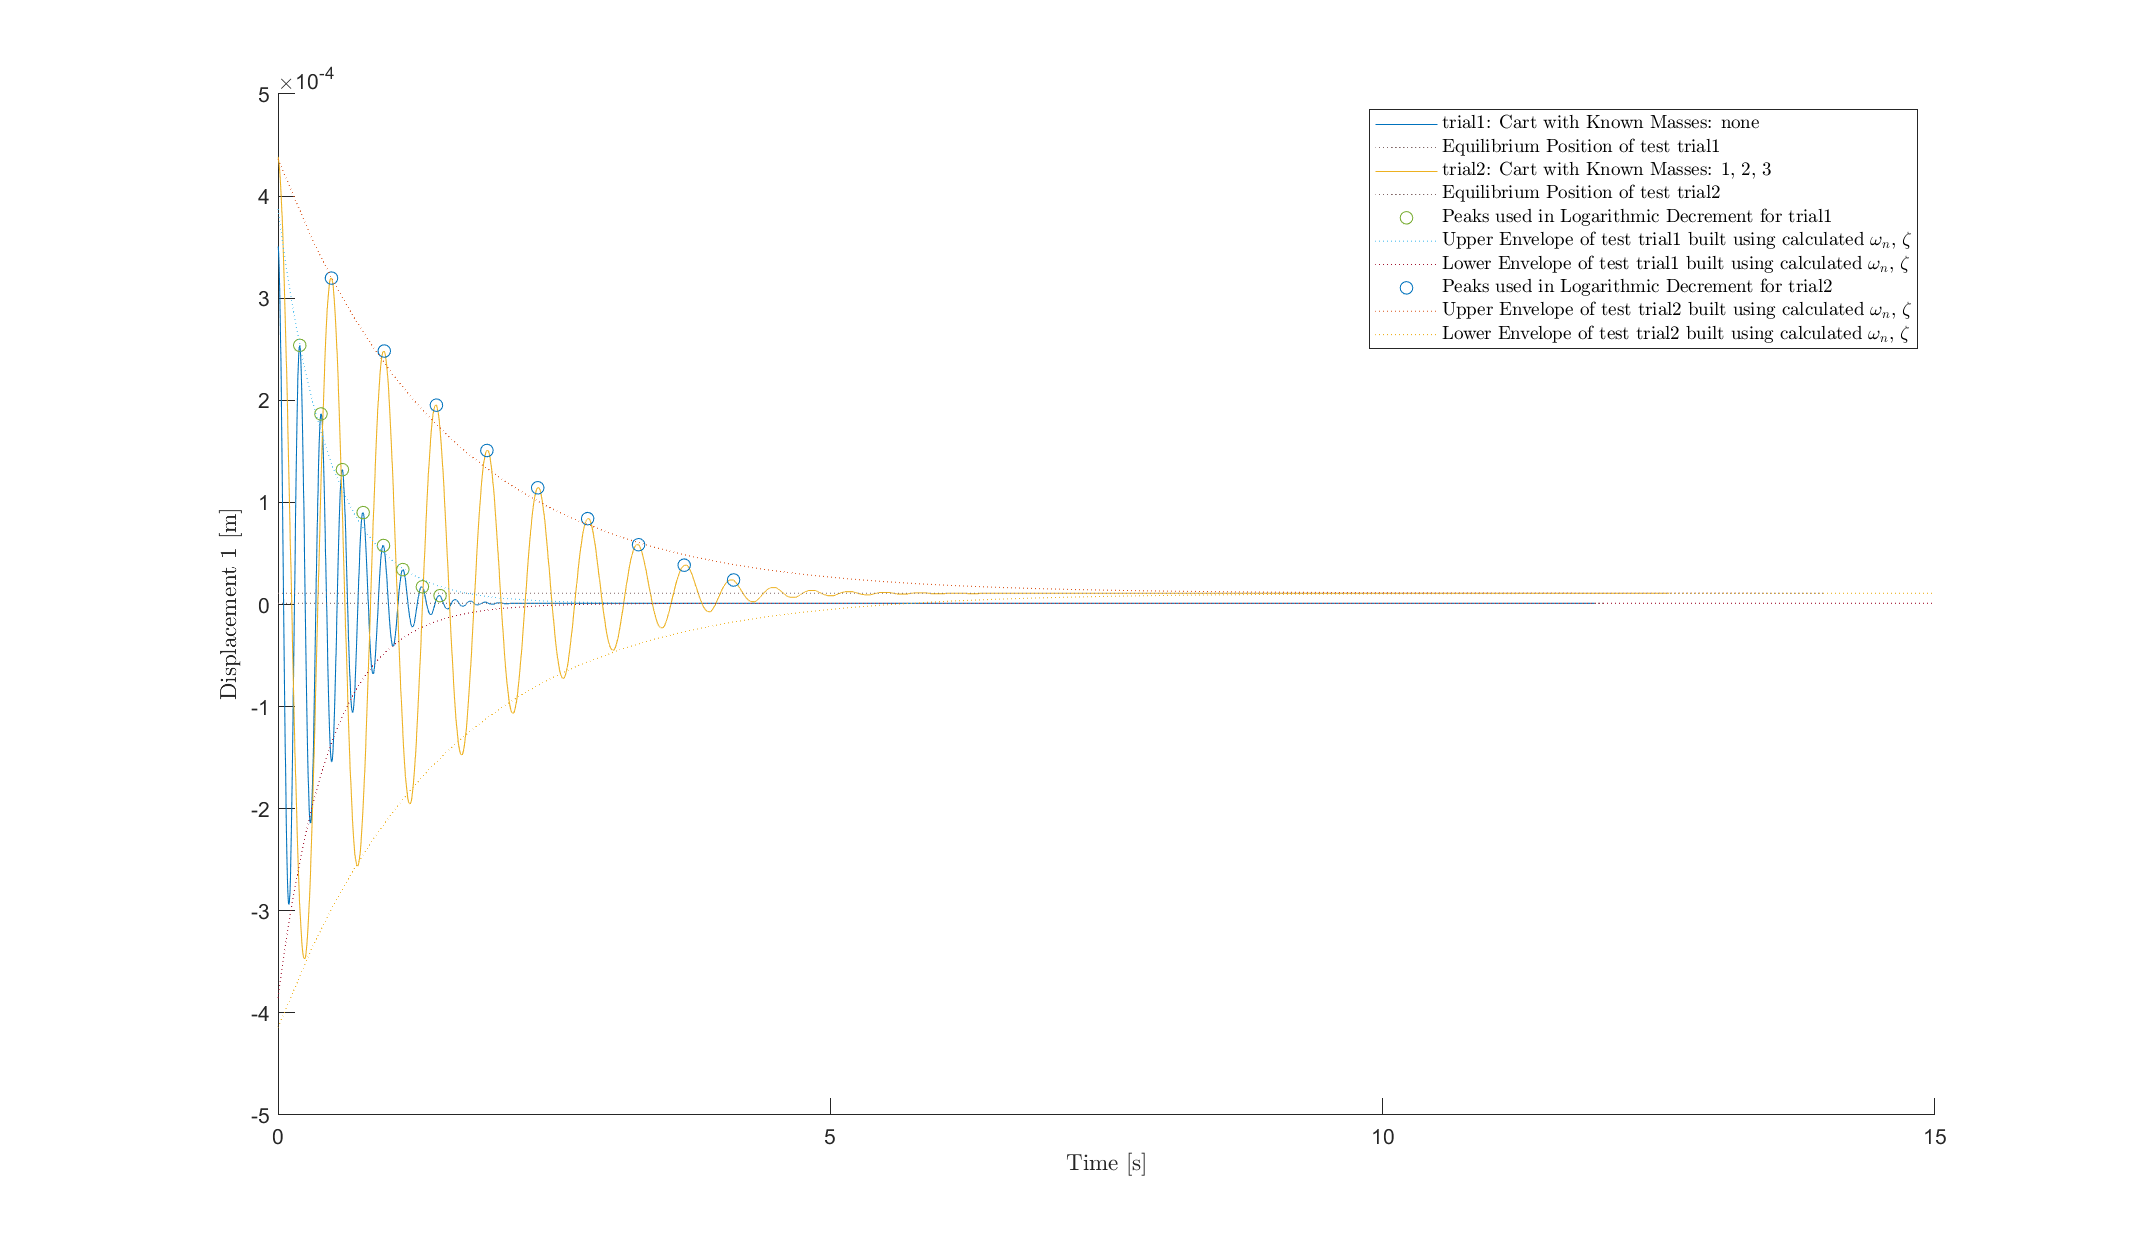 ×10-4
5
4
3
2
1
0
-1
-2
-3
-4
-5
Displacement 1 [m]
0
5
10
15
Time [s]
trial1: Cart with Known Masses: none
Equilibrium Position of test trial1
trial2: Cart with Known Masses: 1, 2, 3
Equilibrium Position of test trial2
Peaks used in Logarithmic Decrement for trial1
Upper Envelope of test trial1 built using calculated ωn, ζ
Lower Envelope of test trial1 built using calculated ωn, ζ
Peaks used in Logarithmic Decrement for trial2
Upper Envelope of test trial2 built using calculated ωn, ζ
Lower Envelope of test trial2 built using calculated ωn, ζ